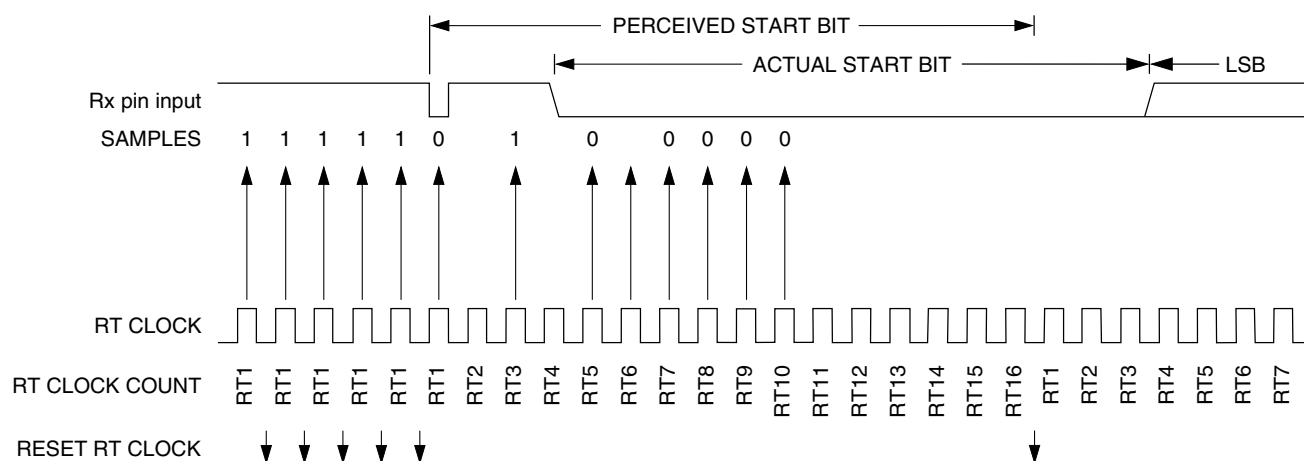 PERCEIVED START BIT
ACTUAL START BIT LSB
Rx pin input
SAMPLES 1 1 1 1 1 0 1 0 0 0 0 0
RT CLOCK
RT CLOCK COUNT RT1 RT1 RT1 RT1 RT1 RT1 RT2 RT3 RT4 RT5 RT6 RT7 RT8 RT9 RT10 RT11 RT12 RT13 RT14 RT15 RT16 RT1 RT2 RT3 RT4 RT5 RT6 RT7
RESET RT CLOCK